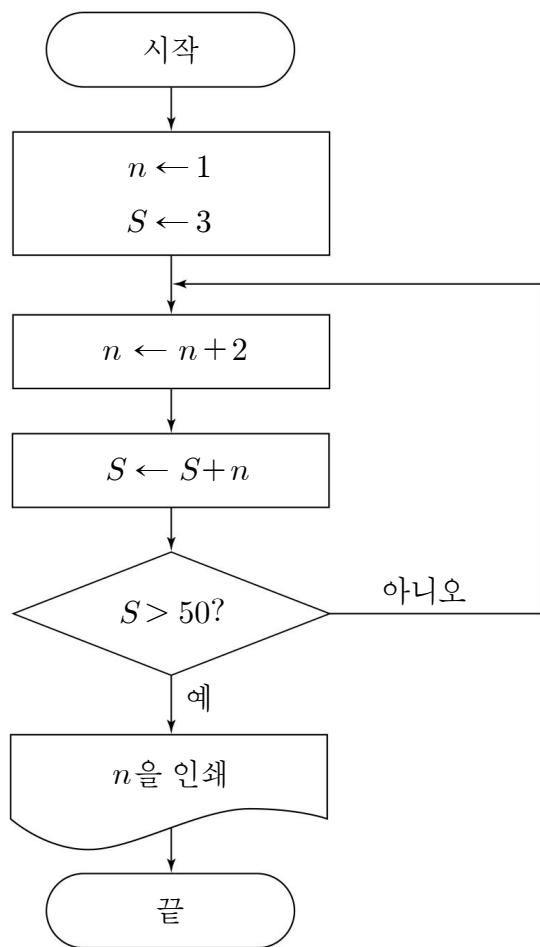 시작
n ← 1
S ← 3
n ← n + 2
S ← S + n
S > 50?
아니오
예
n을 인쇄
끝